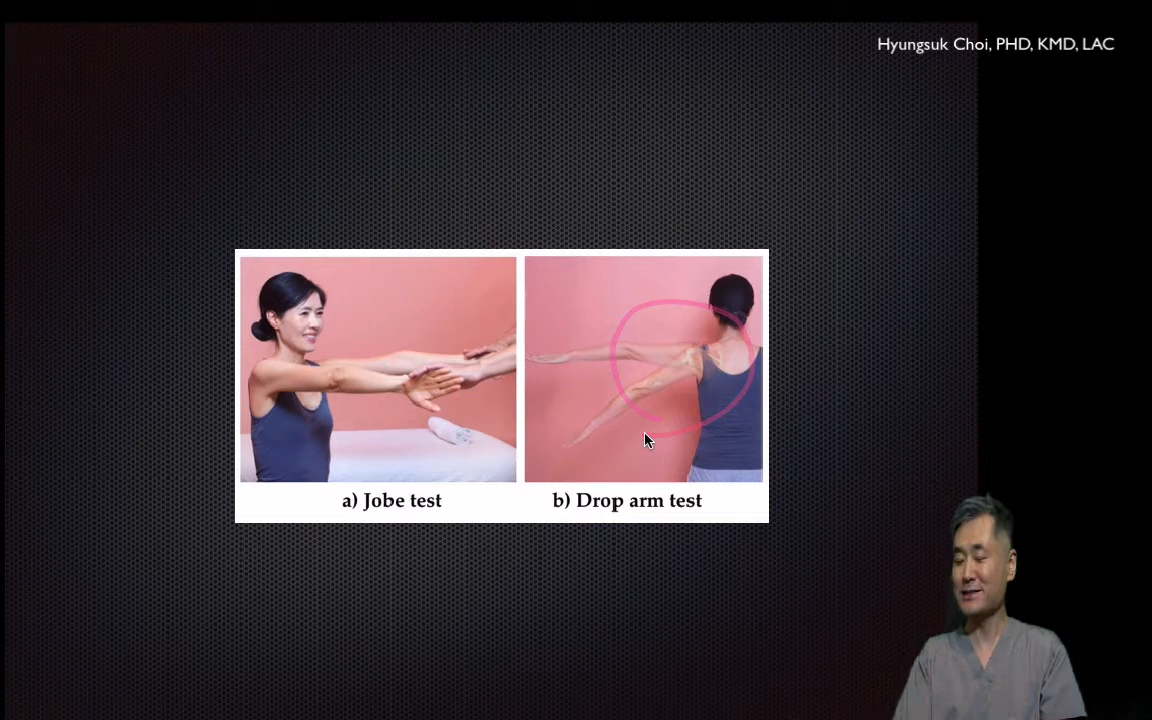 Hyungsuk Choi, PHD, KMD, LAC
a) Jobe test
b) Drop arm test